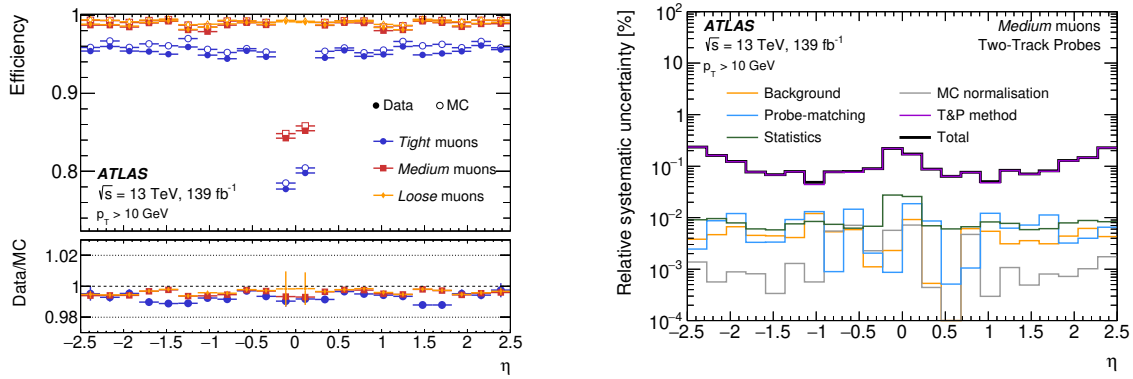 Efficiency
1
0.9
0.8
Data MC
Tight muons
Medium muons
Loose muons
ATLAS
√s = 13 TeV, 139 fb⁻¹
p_T > 10 GeV
Data/MC
1.02
1
0.98
−2.5 −2 −1.5 −1 −0.5 0 0.5 1 1.5 2 2.5
η
Relative systematic uncertainty [%]
10²
10
1
10⁻¹
10⁻²
10⁻³
10⁻⁴
ATLAS Medium muons
√s = 13 TeV, 139 fb⁻¹ Two-Track Probes
p_T > 10 GeV
Background MC normalisation
Probe-matching T&P method
Statistics Total
−2.5 −2 −1.5 −1 −0.5 0 0.5 1 1.5 2 2.5
η